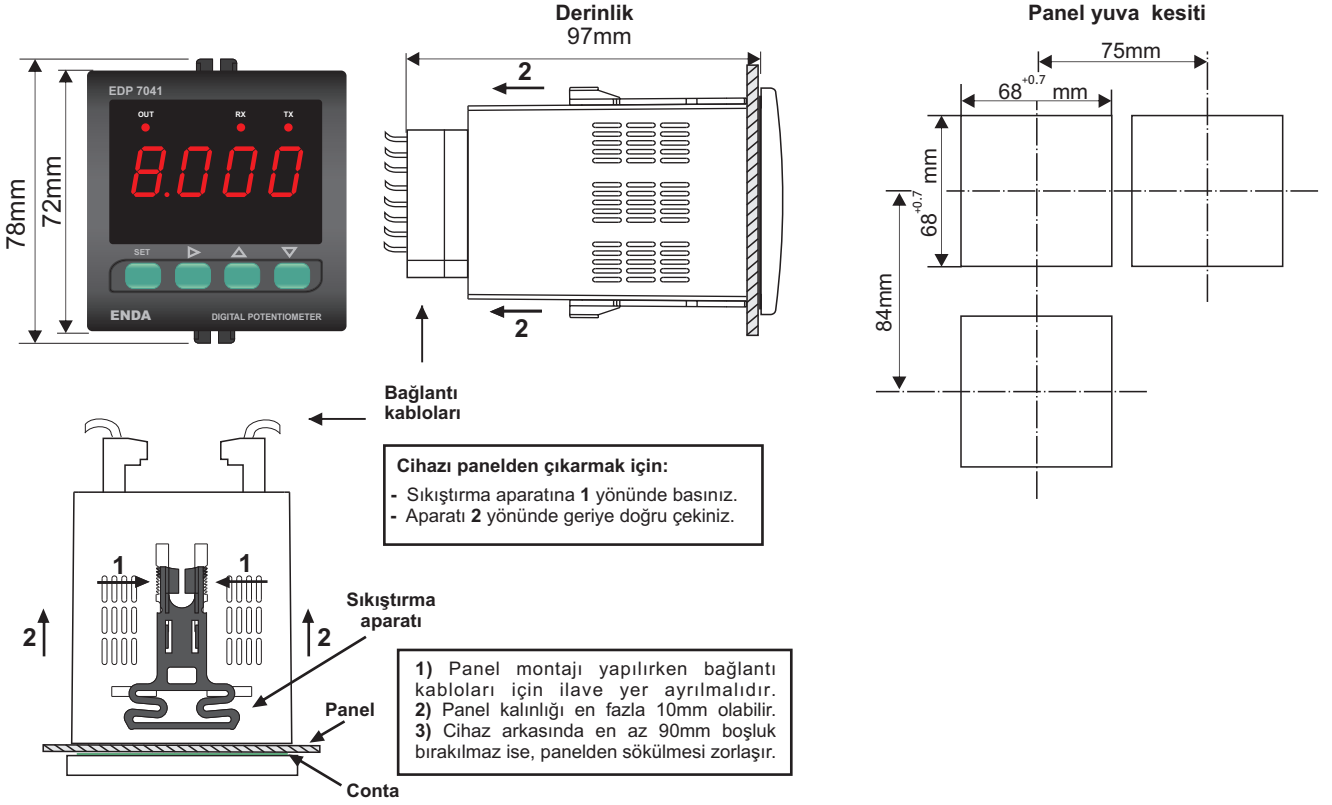 Derinlik
97mm
Panel yuva kesiti
75mm
68+0.7 mm
68+0.7 mm
84mm
78mm
72mm
EDP 7041
OUT RX TX
8.000
SET
ENDA DIGITAL POTENTIOMETER
2
2
Bağlantı
kabloları
Cihazı panelden çıkarmak için:
- Sıkıştırma aparatına 1 yönünde basınız.
- Aparatı 2 yönünde geriye doğru çekiniz.
1 1
2 2
Sıkıştırma
aparatı
Panel
Conta
1) Panel montajı yapılırken bağlantı
kabloları için ilave yer ayrılmalıdır.
2) Panel kalınlığı en fazla 10mm olabilir.
3) Cihaz arkasında en az 90mm boşluk
bırakılmaz ise, panelden sökülmesi zorlaşır.